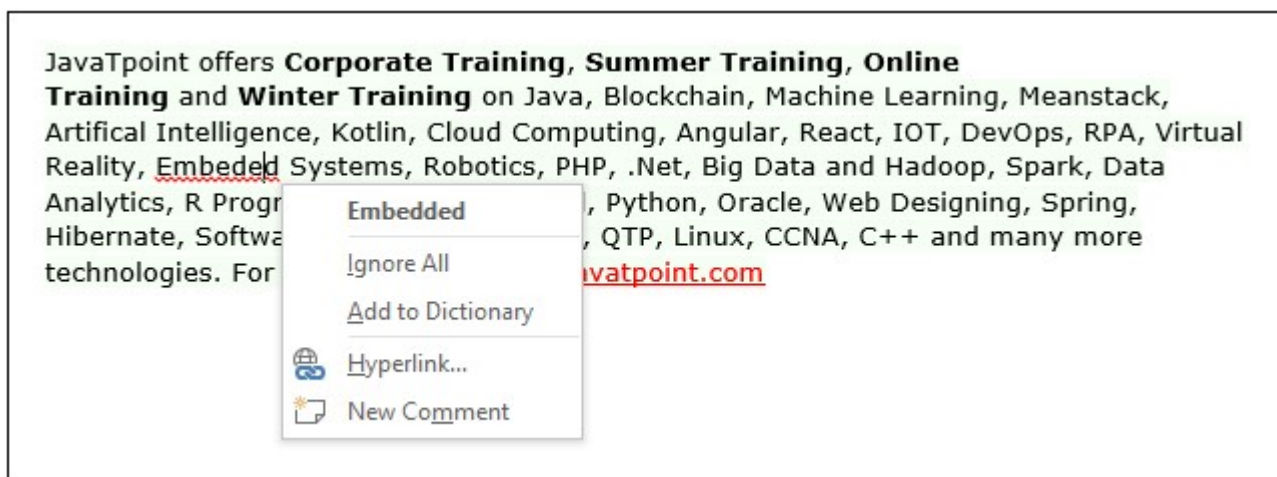 JavaTpoint offers Corporate Training, Summer Training, Online
Training and Winter Training on Java, Blockchain, Machine Learning, Meanstack,
Artifical Intelligence, Kotlin, Cloud Computing, Angular, React, IOT, DevOps, RPA, Virtual
Reality, Embeded Systems, Robotics, PHP, .Net, Big Data and Hadoop, Spark, Data
Analytics, R Progr , Python, Oracle, Web Designing, Spring,
Hibernate, Softwa , QTP, Linux, CCNA, C++ and many more
technologies. For vatpoint.com
Embedded
Ignore All
Add to Dictionary
Hyperlink...
New Comment